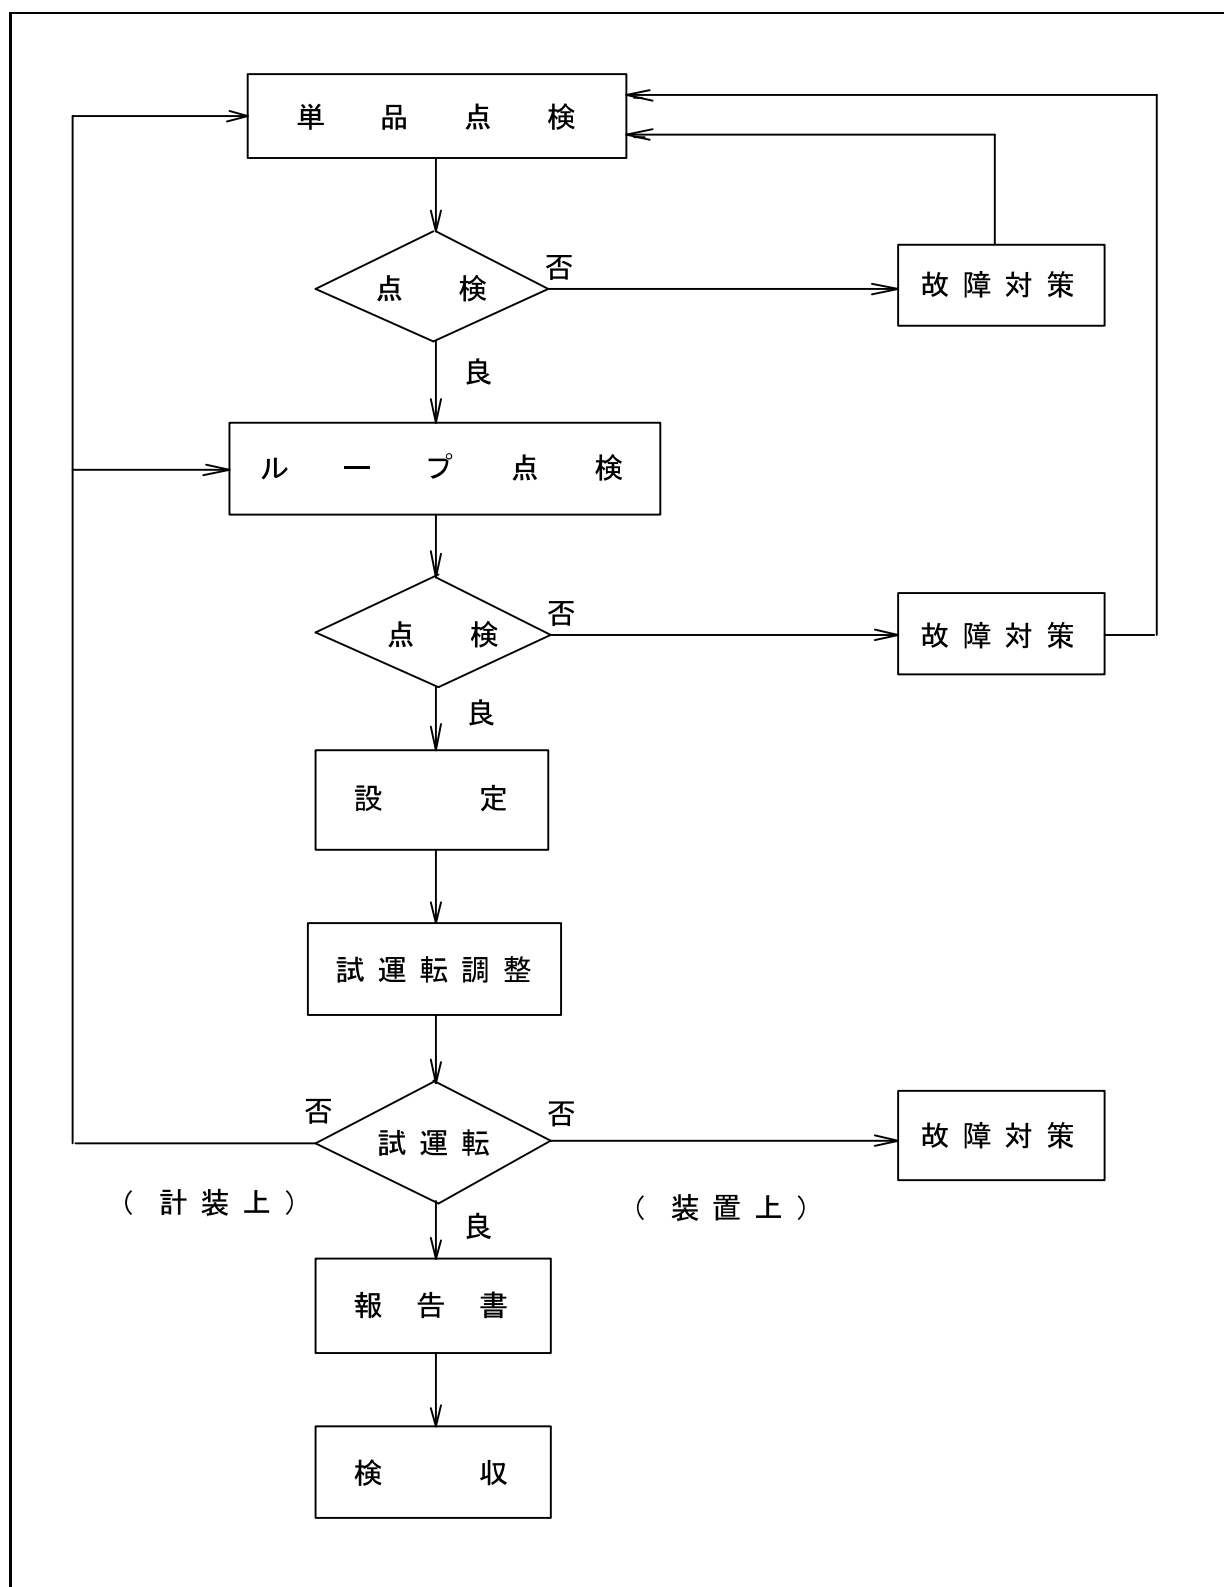 単品点検
点検
否
故障対策
良
ループ点検
点検
否
故障対策
良
設定
試運転調整
否
試運転
否
故障対策
（計装上）
（装置上）
良
報告書
検収